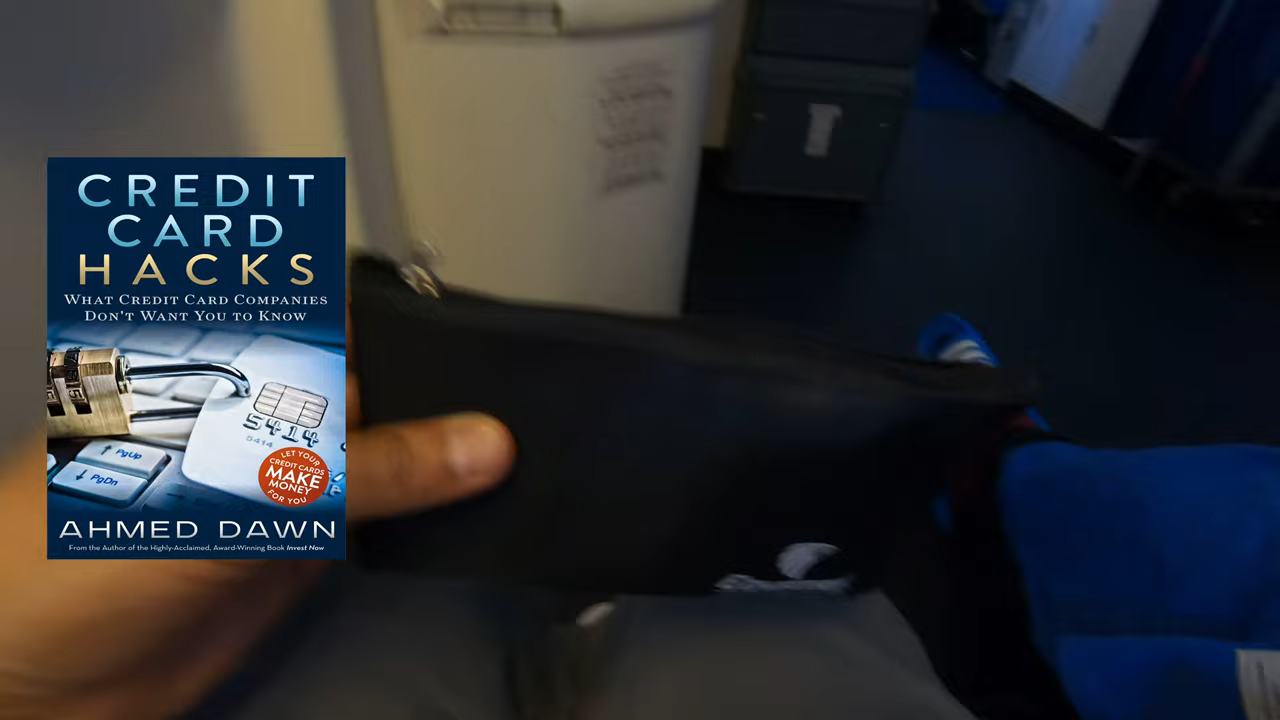 CREDIT
CARD
HACKS
WHAT CREDIT CARD COMPANIES
DON'T WANT YOU TO KNOW
5414
5414
PgUp
PgDn
LET YOUR
CREDIT CARDS
MAKE
MONEY
FOR YOU
AHMED DAWN
From the Author of the Highly-Acclaimed, Award-Winning Book Invest Now